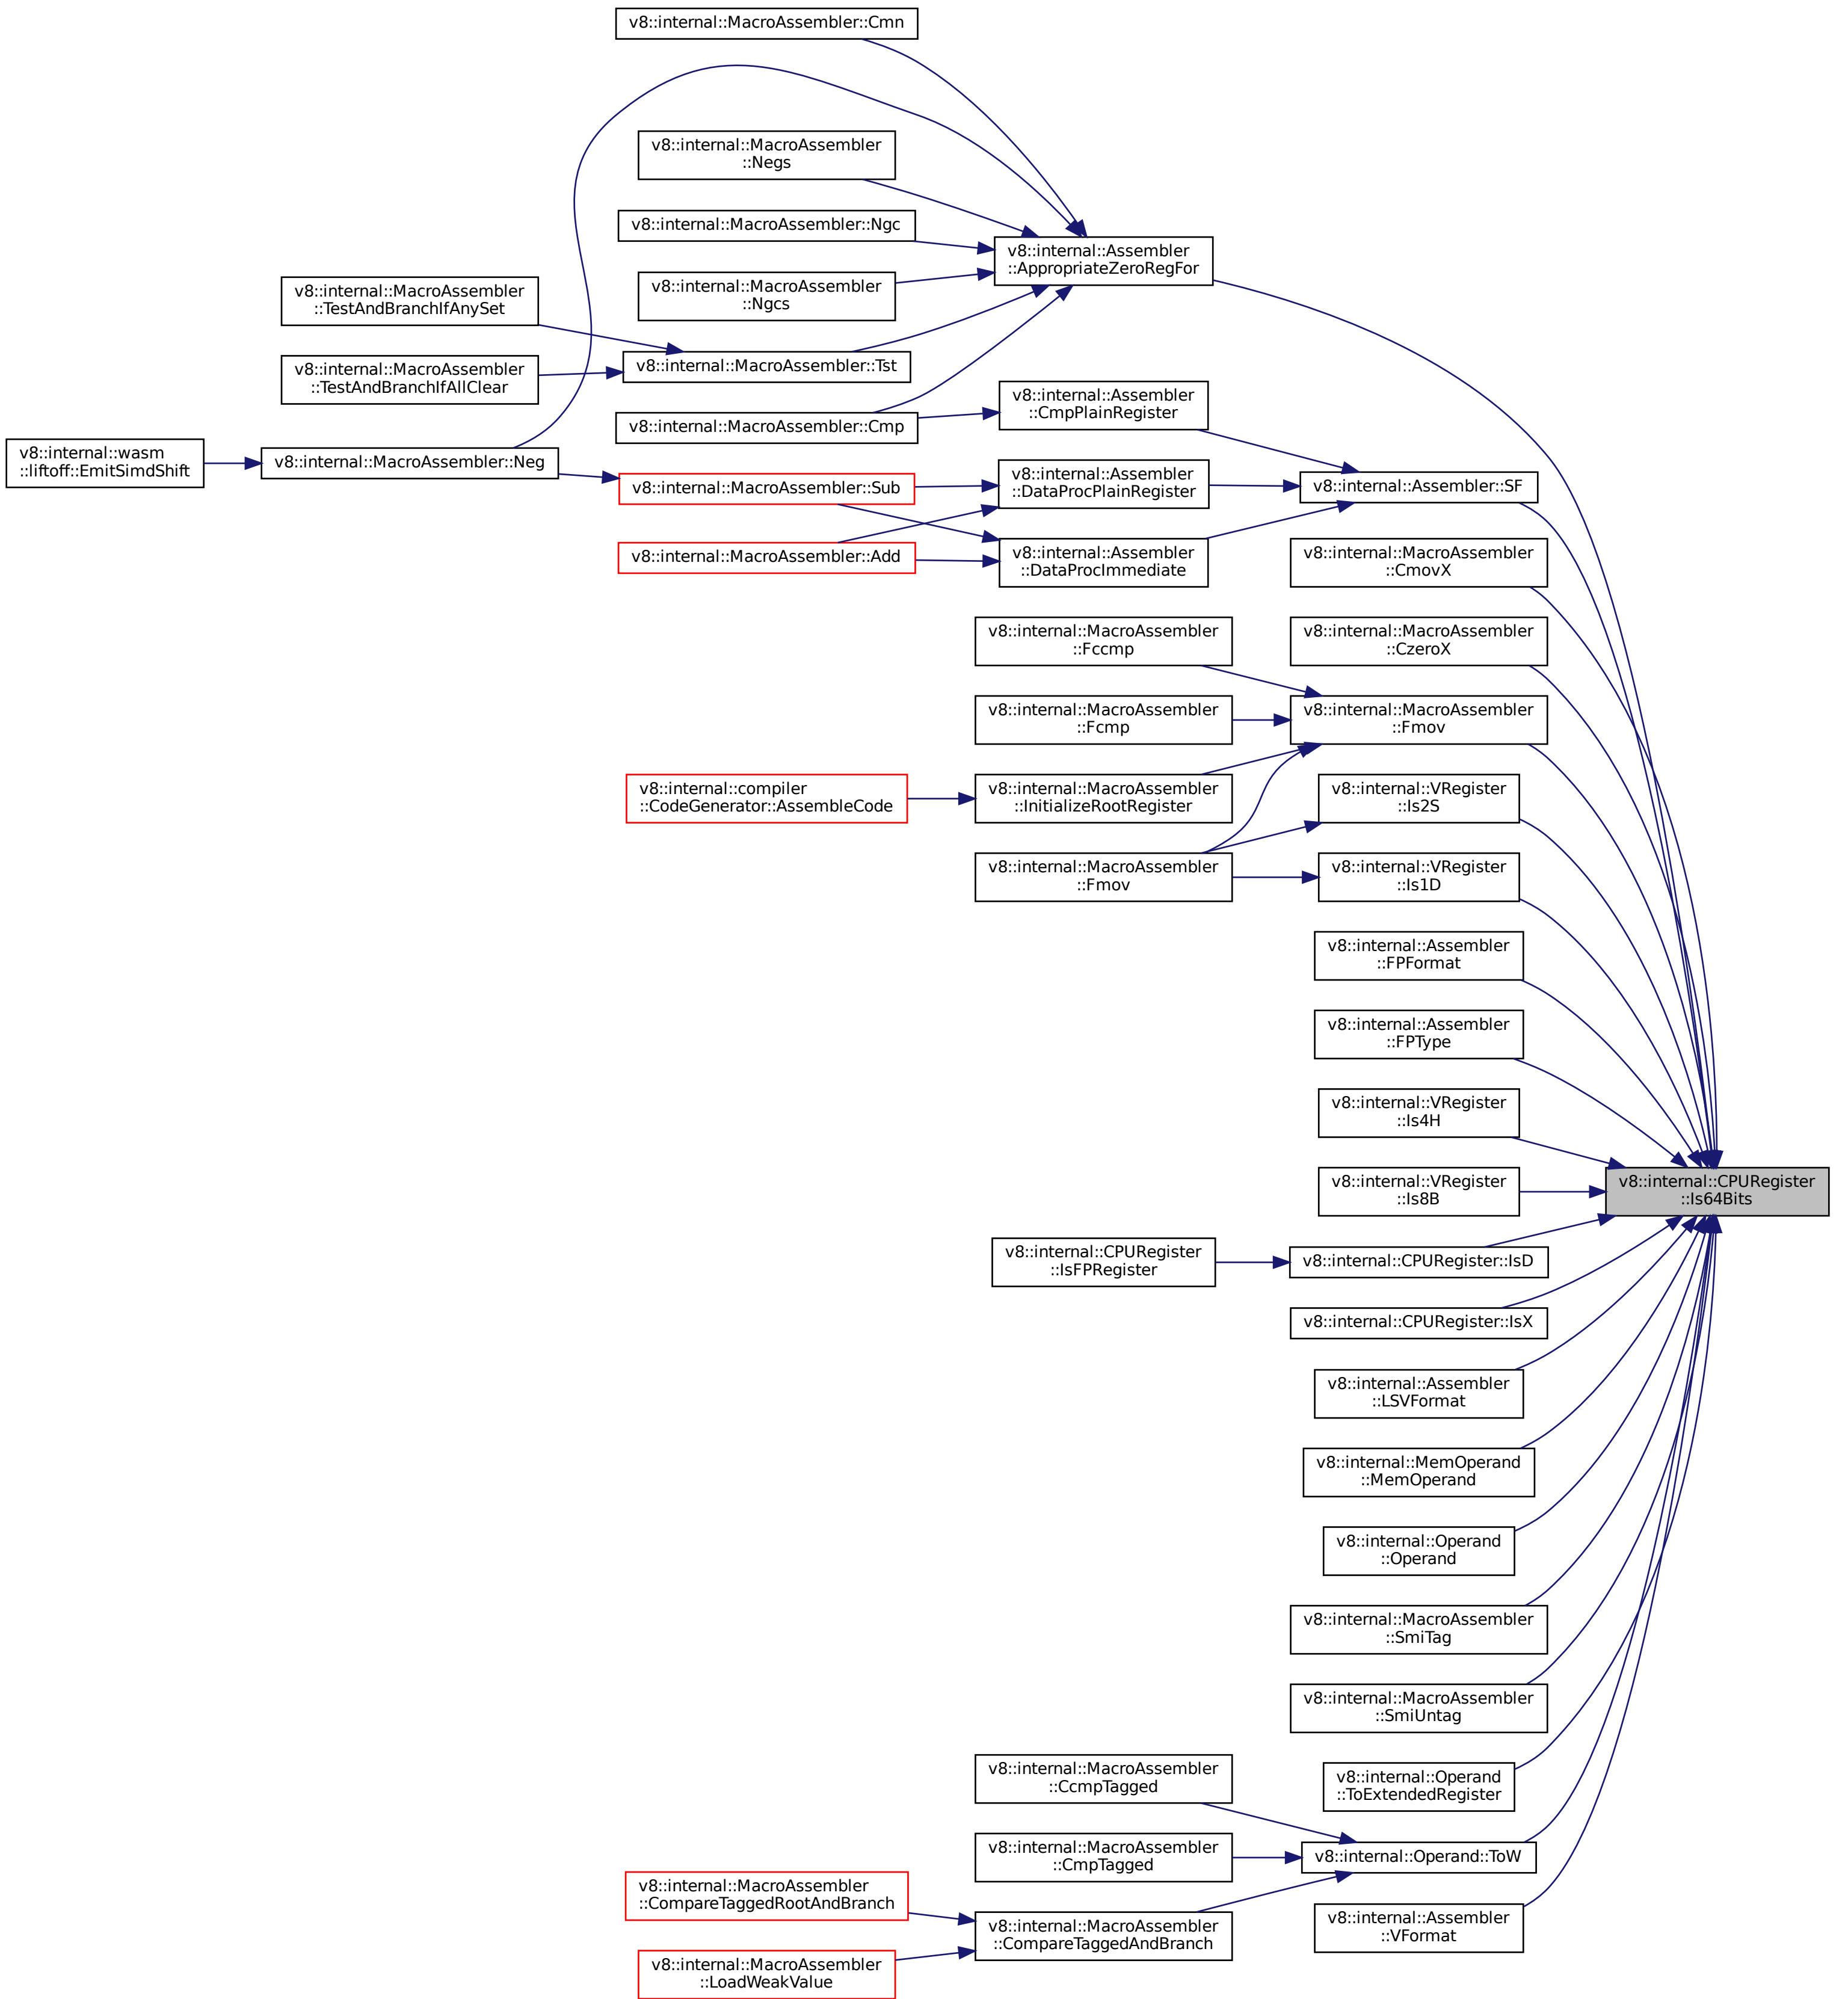 v8::internal::MacroAssembler::Cmn
v8::internal::MacroAssembler
::Negs
v8::internal::MacroAssembler::Ngc
v8::internal::Assembler
::AppropriateZeroRegFor
v8::internal::MacroAssembler
::Ngcs
v8::internal::MacroAssembler
::TestAndBranchIfAnySet
v8::internal::MacroAssembler::Tst
v8::internal::MacroAssembler
::TestAndBranchIfAllClear
v8::internal::Assembler
::CmpPlainRegister
v8::internal::MacroAssembler::Cmp
v8::internal::wasm
::liftoff::EmitSimdShift
v8::internal::MacroAssembler::Neg
v8::internal::MacroAssembler::Sub
v8::internal::Assembler
::DataProcPlainRegister
v8::internal::Assembler::SF
v8::internal::MacroAssembler::Add
v8::internal::Assembler
::DataProcImmediate
v8::internal::MacroAssembler
::CmovX
v8::internal::MacroAssembler
::Fccmp
v8::internal::MacroAssembler
::CzeroX
v8::internal::MacroAssembler
::Fcmp
v8::internal::MacroAssembler
::Fmov
v8::internal::compiler
::CodeGenerator::AssembleCode
v8::internal::MacroAssembler
::InitializeRootRegister
v8::internal::VRegister
::Is2S
v8::internal::MacroAssembler
::Fmov
v8::internal::VRegister
::Is1D
v8::internal::Assembler
::FPFormat
v8::internal::Assembler
::FPType
v8::internal::VRegister
::Is4H
v8::internal::VRegister
::Is8B
v8::internal::CPURegister
::Is64Bits
v8::internal::CPURegister
::IsFPRegister
v8::internal::CPURegister::IsD
v8::internal::CPURegister::IsX
v8::internal::Assembler
::LSVFormat
v8::internal::MemOperand
::MemOperand
v8::internal::Operand
::Operand
v8::internal::MacroAssembler
::SmiTag
v8::internal::MacroAssembler
::SmiUntag
v8::internal::MacroAssembler
::CcmpTagged
v8::internal::Operand
::ToExtendedRegister
v8::internal::MacroAssembler
::CmpTagged
v8::internal::Operand::ToW
v8::internal::MacroAssembler
::CompareTaggedRootAndBranch
v8::internal::MacroAssembler
::CompareTaggedAndBranch
v8::internal::Assembler
::VFormat
v8::internal::MacroAssembler
::LoadWeakValue